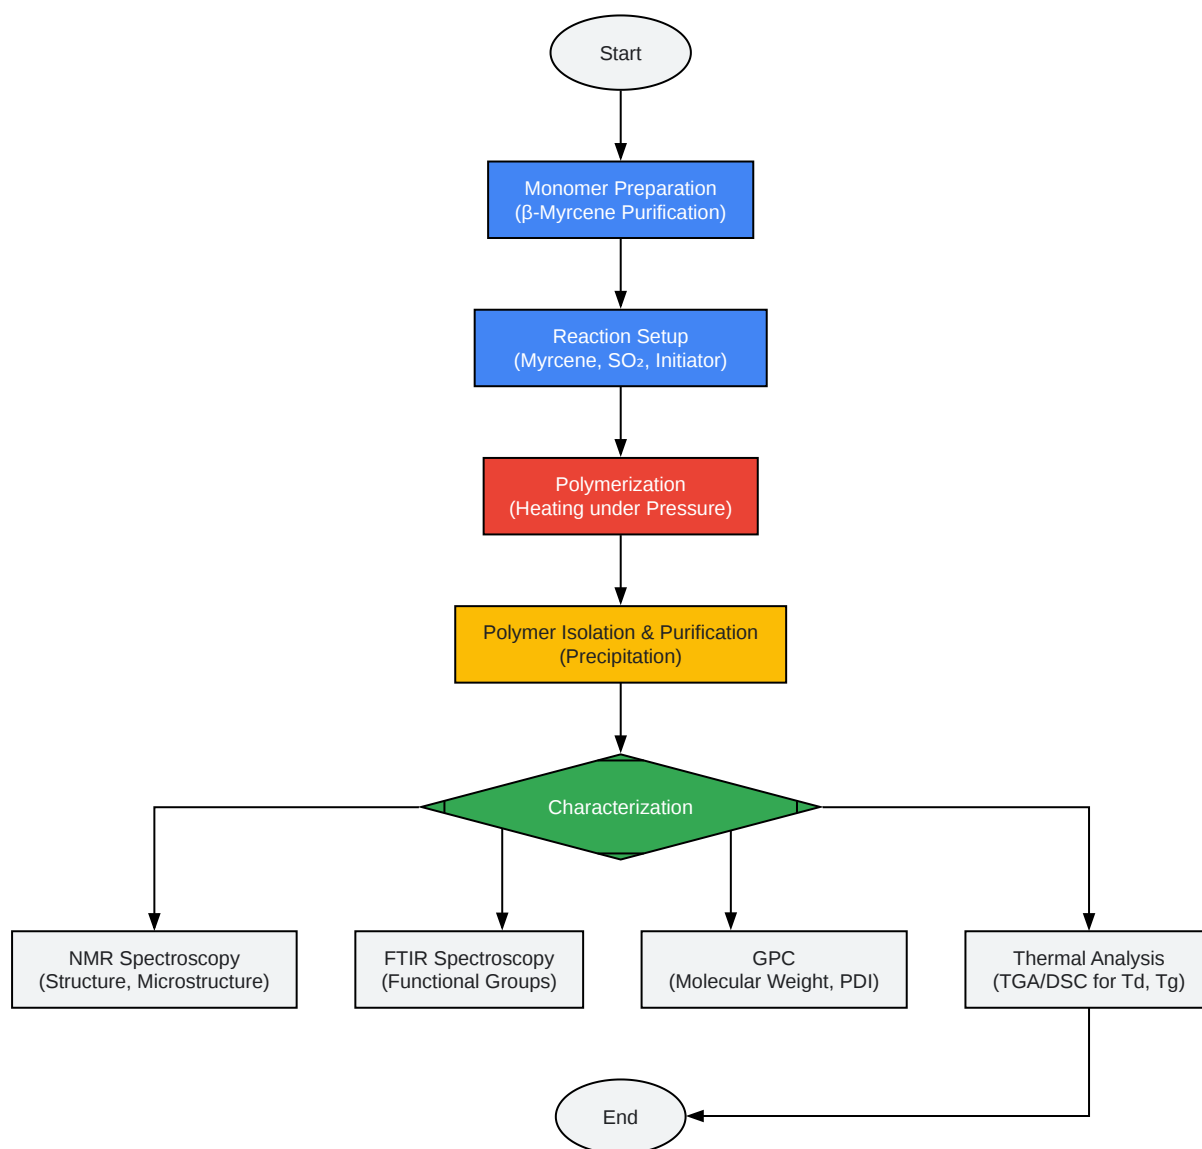 Start
Monomer Preparation
(β-Myrcene Purification)
Reaction Setup
(Myrcene, SO₂, Initiator)
Polymerization
(Heating under Pressure)
Polymer Isolation & Purification
(Precipitation)
Characterization
NMR Spectroscopy
(Structure, Microstructure)
FTIR Spectroscopy
(Functional Groups)
GPC
(Molecular Weight, PDI)
Thermal Analysis
(TGA/DSC for Td, Tg)
End